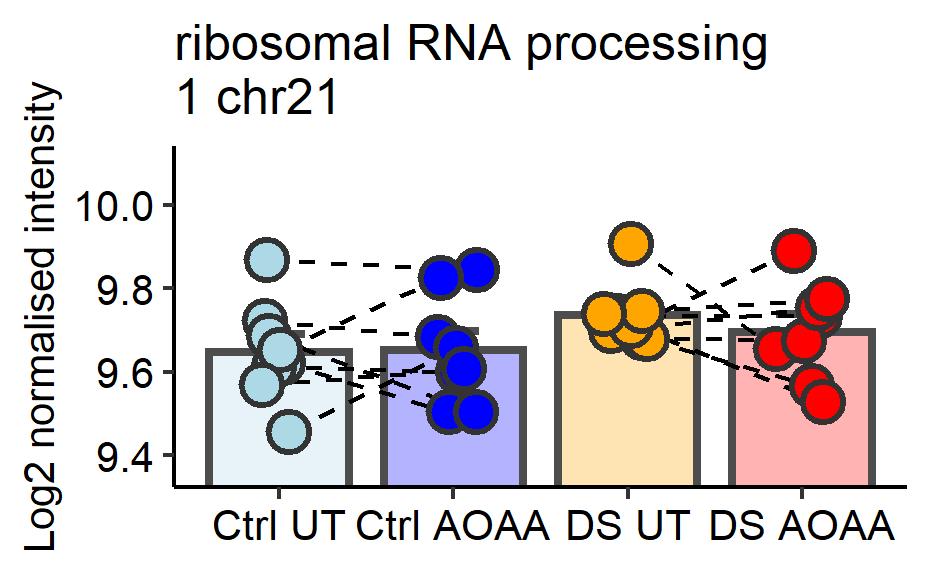 ribosomal RNA processing
1 chr21
Log2 normalised intensity
10.0
9.8
9.6
9.4
Ctrl UT
Ctrl AOAA
DS UT
DS AOAA